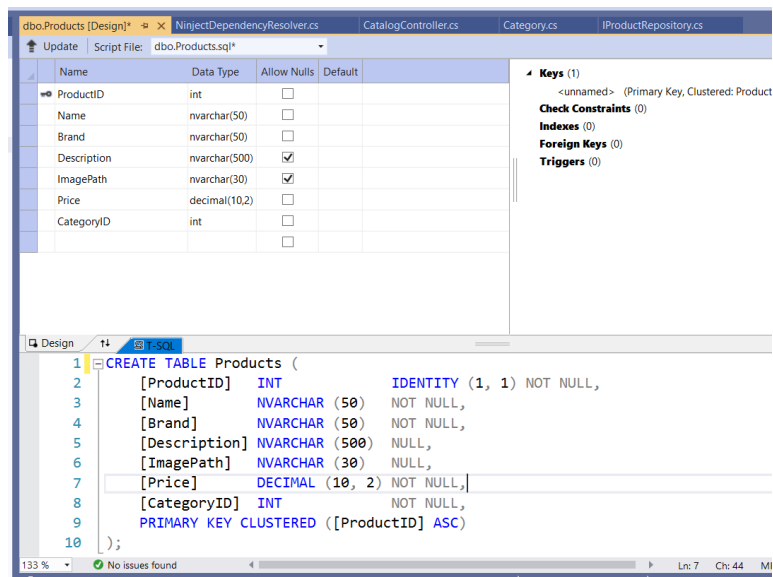 dbo.Products [Design]* NinjectDependencyResolver.cs CatalogController.cs Category.cs IProductRepository.cs
Update Script File: dbo.Products.sql*
Name Data Type Allow Nulls Default
ProductID int
Name nvarchar(50)
Brand nvarchar(50)
Description nvarchar(500)
ImagePath nvarchar(30)
Price decimal(10,2)
CategoryID int
Keys (1)
<unnamed> (Primary Key, Clustered: Product
Check Constraints (0)
Indexes (0)
Foreign Keys (0)
Triggers (0)
Design T-SQL
1 CREATE TABLE Products (
2 [ProductID] INT IDENTITY (1, 1) NOT NULL,
3 [Name] NVARCHAR (50) NOT NULL,
4 [Brand] NVARCHAR (50) NOT NULL,
5 [Description] NVARCHAR (500) NULL,
6 [ImagePath] NVARCHAR (30) NULL,
7 [Price] DECIMAL (10, 2) NOT NULL,
8 [CategoryID] INT NOT NULL,
9 PRIMARY KEY CLUSTERED ([ProductID] ASC)
10 );
133 % No issues found Ln: 7 Ch: 44 MI